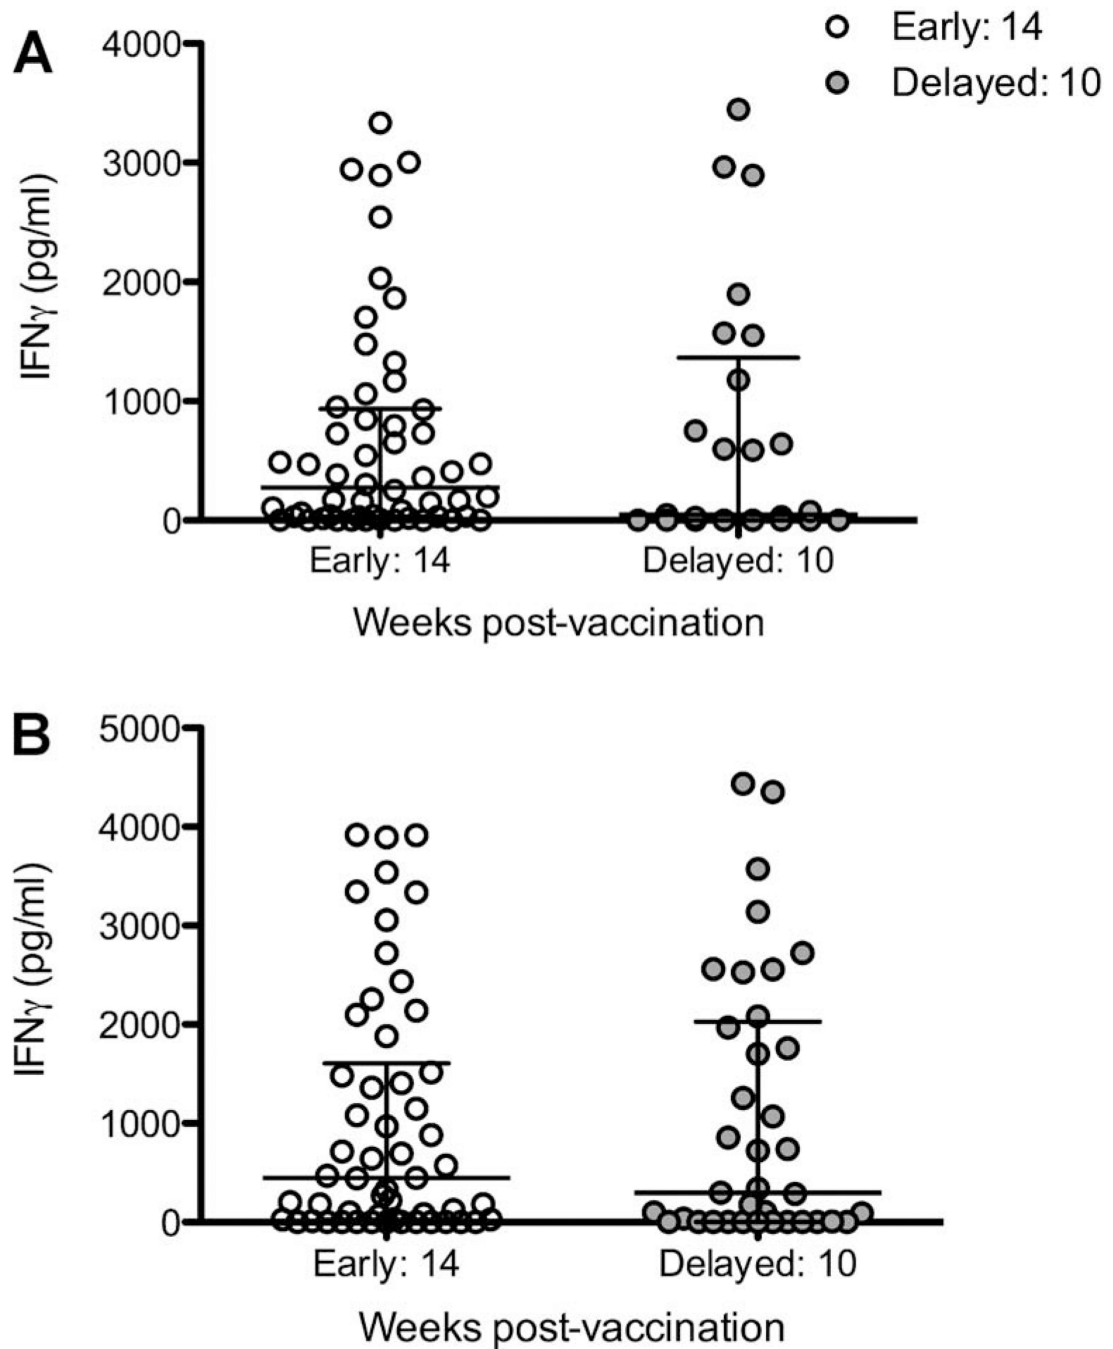 A
Early: 14
Delayed: 10
4000
3000
2000
1000
0
IFNγ (pg/ml)
Early: 14
Delayed: 10
Weeks post-vaccination
B
5000
4000
3000
2000
1000
0
IFNγ (pg/ml)
Early: 14
Delayed: 10
Weeks post-vaccination